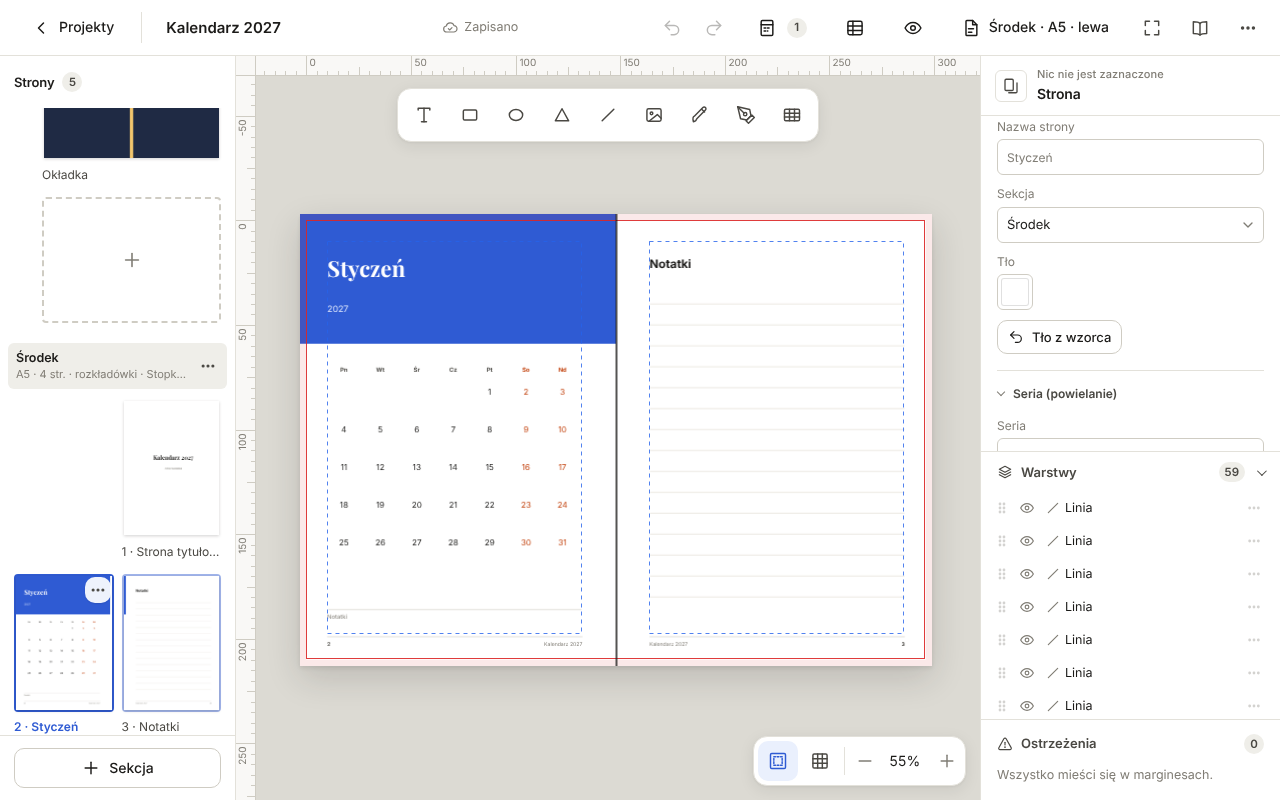 Projekty
Kalendarz 2027
Zapisano
1
Środek · A5 · lewa
Strony 5
Okładka
Środek
A5 · 4 str. · rozkładówki · Stopk...
Kalendarz 2027
1 · Strona tytuło...
Styczeń
Notatki
2 · Styczeń
3 · Notatki
Sekcja
0 50 100 150 200 250 300
-50
0
50
100
150
200
250
Styczeń
2027
Pn Wt Śr Cz Pt So Nd
1 2 3
4 5 6 7 8 9 10
11 12 13 14 15 16 17
18 19 20 21 22 23 24
25 26 27 28 29 30 31
Notatki
2 Kalendarz 2027
Notatki
Kalendarz 2027 3
55%
Nic nie jest zaznaczone
Strona
Nazwa strony
Styczeń
Sekcja
Środek
Tło
Tło z wzorca
Seria (powielanie)
Seria
Warstwy 59
Linia
Linia
Linia
Linia
Linia
Linia
Linia
Ostrzeżenia 0
Wszystko mieści się w marginesach.